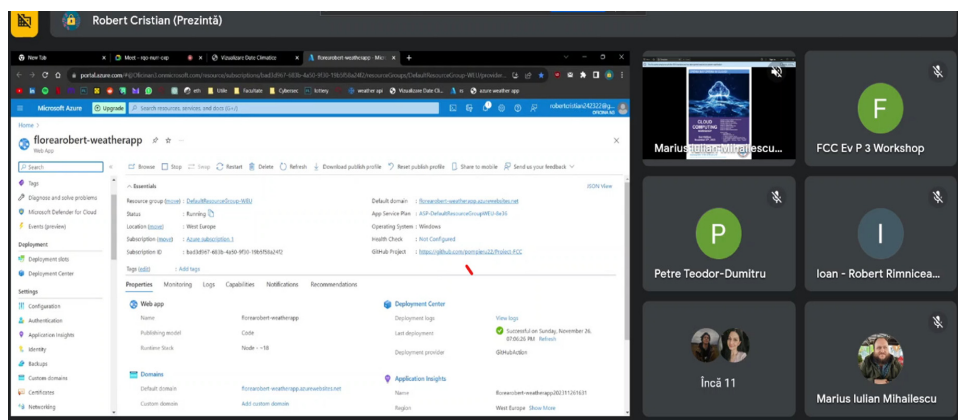 Robert Cristian (Prezintă)
New Tab
Vizualizare Date Climatice
florearobert-weatherapp - Micr
Microsoft Azure
Upgrade
Search resources, services, and docs (G+/)
Home >
florearobert-weatherapp
Web App
Search
Browse Stop Swap Restart Delete Refresh Download publish profile Reset publish profile Share to mobile Send us your feedback
Tags
Diagnose and solve problems
Microsoft Defender for Cloud
Events (preview)
Deployment
Deployment slots
Deployment Center
Settings
Configuration
Authentication
Application Insights
Identity
Backups
Custom domains
Certificates
Networking
Essentials
JSON View
Resource group (move) : DefaultResourceGroup-WEU
Status : Running
Location (move) : West Europe
Subscription (move) : Azure subscription 1
Subscription ID
Tags (edit) : Add tags
Default domain : florearobert-weatherapp.azurewebsites.net
App Service Plan
Operating System : Windows
Health Check : Not Configured
GitHub Project
Properties Monitoring Logs Capabilities Notifications Recommendations
Web app
Name florearobert-weatherapp
Publishing model Code
Runtime Stack Node - ~18
Domains
Default domain florearobert-weatherapp.azurewebsites.net
Custom domain Add custom domain
Deployment Center
Deployment logs View logs
Last deployment Successful on Sunday, November 26, 07:06:26 PM Refresh
Deployment provider GitHubAction
Application Insights
Name florearobert-weatherapp202311261631
Region West Europe Show More
CLOUD
COMPUTING
Marius-Iulian Mihailescu...
F
FCC Ev P 3 Workshop
P
Petre Teodor-Dumitru
I
Ioan - Robert Rimnicea...
Încă 11
Marius Iulian Mihailescu